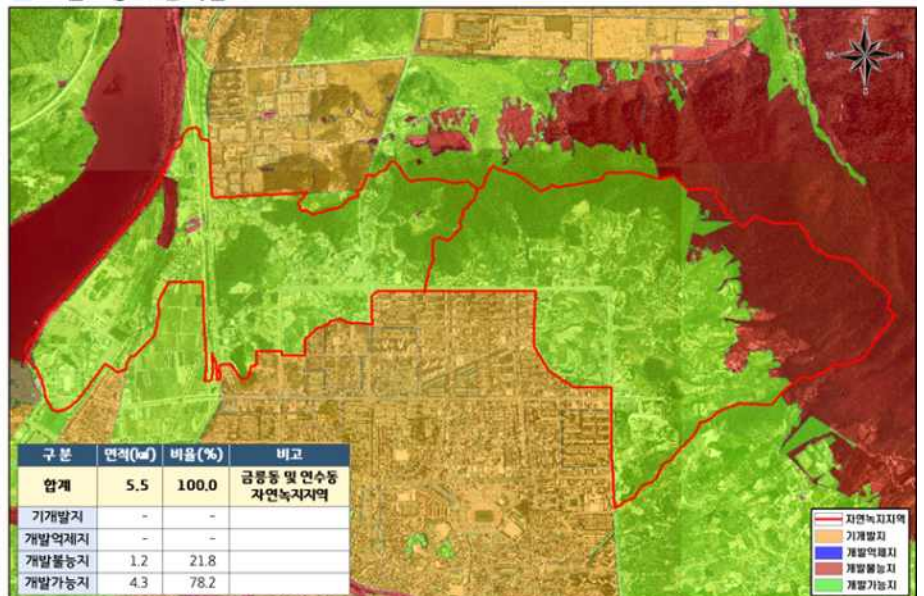 구 분 면적(㎢) 비율(%) 비고
합계 5.5 100.0 금릉동 및 연수동
자연녹지지역
기개발지 - -
개발억제지 - -
개발불능지 1.2 21.8
개발가능지 4.3 78.2
자연녹지지역
기개발지
개발억제지
개발불능지
개발가능지